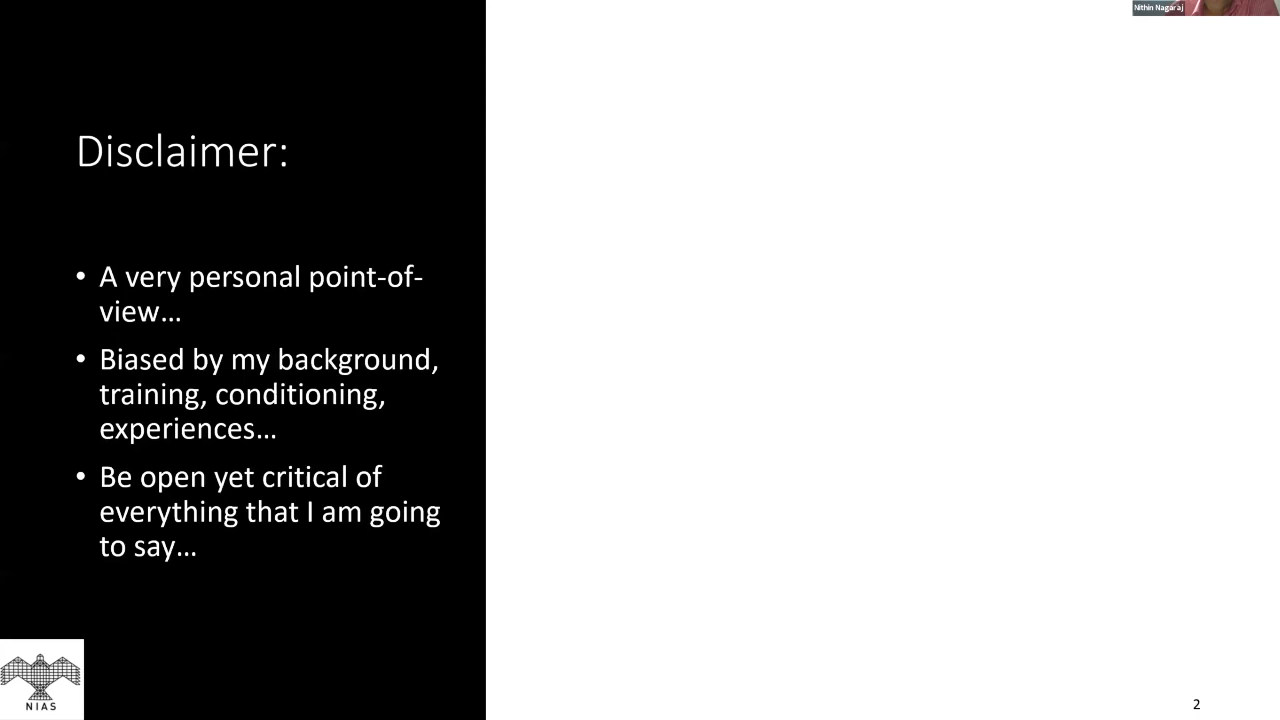 Nithin Nagaraj
Disclaimer:
• A very personal point-of-
view…
• Biased by my background,
training, conditioning,
experiences…
• Be open yet critical of
everything that I am going
to say…
NIAS
2